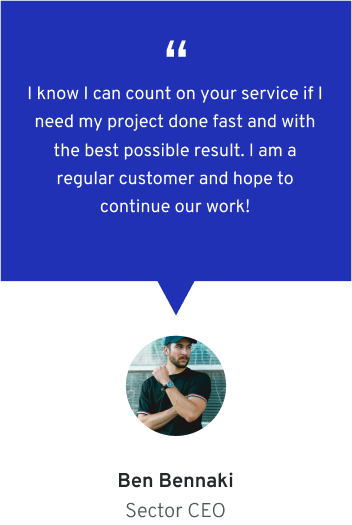 “
I know I can count on your service if I
need my project done fast and with
the best possible result. I am a
regular customer and hope to
continue our work!
Ben Bennaki
Sector CEO